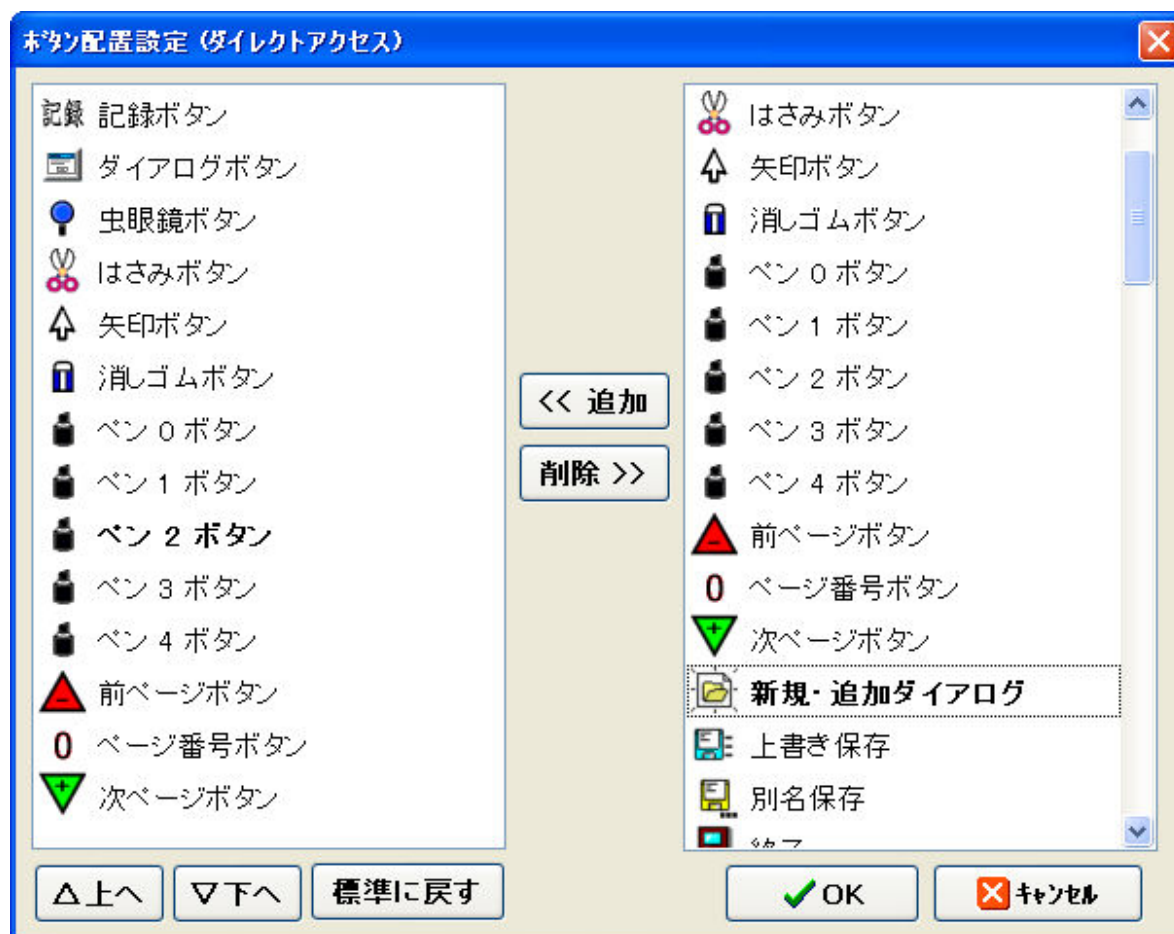 ボタン配置設定（ダイレクトアクセス）
記録 記録ボタン
ダイアログボタン
虫眼鏡ボタン
はさみボタン
矢印ボタン
消しゴムボタン
ペン 0 ボタン
ペン 1 ボタン
ペン 2 ボタン
ペン 3 ボタン
ペン 4 ボタン
前ページボタン
0 ページ番号ボタン
次ページボタン
<< 追加
削除 >>
はさみボタン
矢印ボタン
消しゴムボタン
ペン 0 ボタン
ペン 1 ボタン
ペン 2 ボタン
ペン 3 ボタン
ペン 4 ボタン
前ページボタン
0 ページ番号ボタン
次ページボタン
新規・追加ダイアログ
上書き保存
別名保存
終了
△上へ
▽下へ
標準に戻す
OK
キャンセル